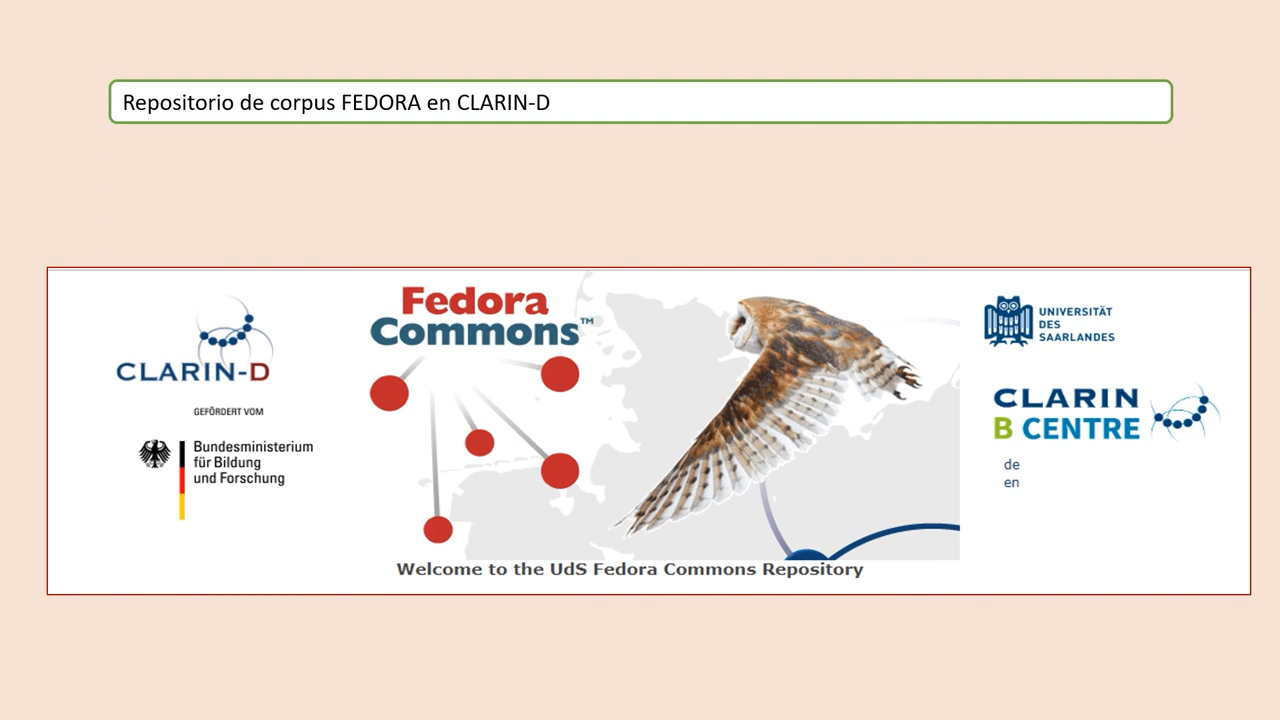 Repositorio de corpus FEDORA en CLARIN-D
CLARIN-D
GEFÖRDERT VOM
Bundesministerium
für Bildung
und Forschung
Fedora
Commons™
Welcome to the UdS Fedora Commons Repository
UNIVERSITÄT
DES
SAARLANDES
CLARIN
B CENTRE
de
en